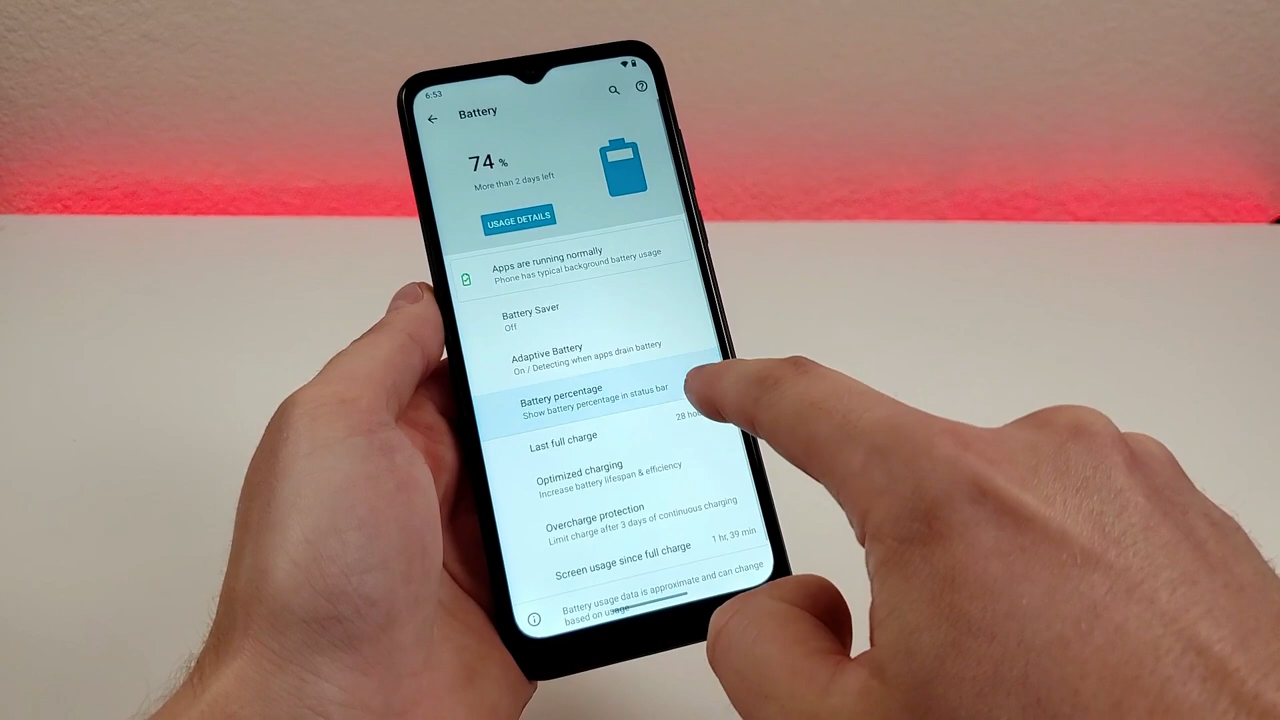 6:53
Battery
74 %
More than 2 days left
USAGE DETAILS
Apps are running normally
Phone has typical background battery usage
Battery Saver
Off
Adaptive Battery
On / Detecting when apps drain battery
Battery percentage
Show battery percentage in status bar
Last full charge
28
Optimized charging
Increase battery lifespan & efficiency
Overcharge protection
Limit charge after 3 days of continuous charging
Screen usage since full charge
1 hr, 39 min
Battery usage data is approximate and can change
based on usage